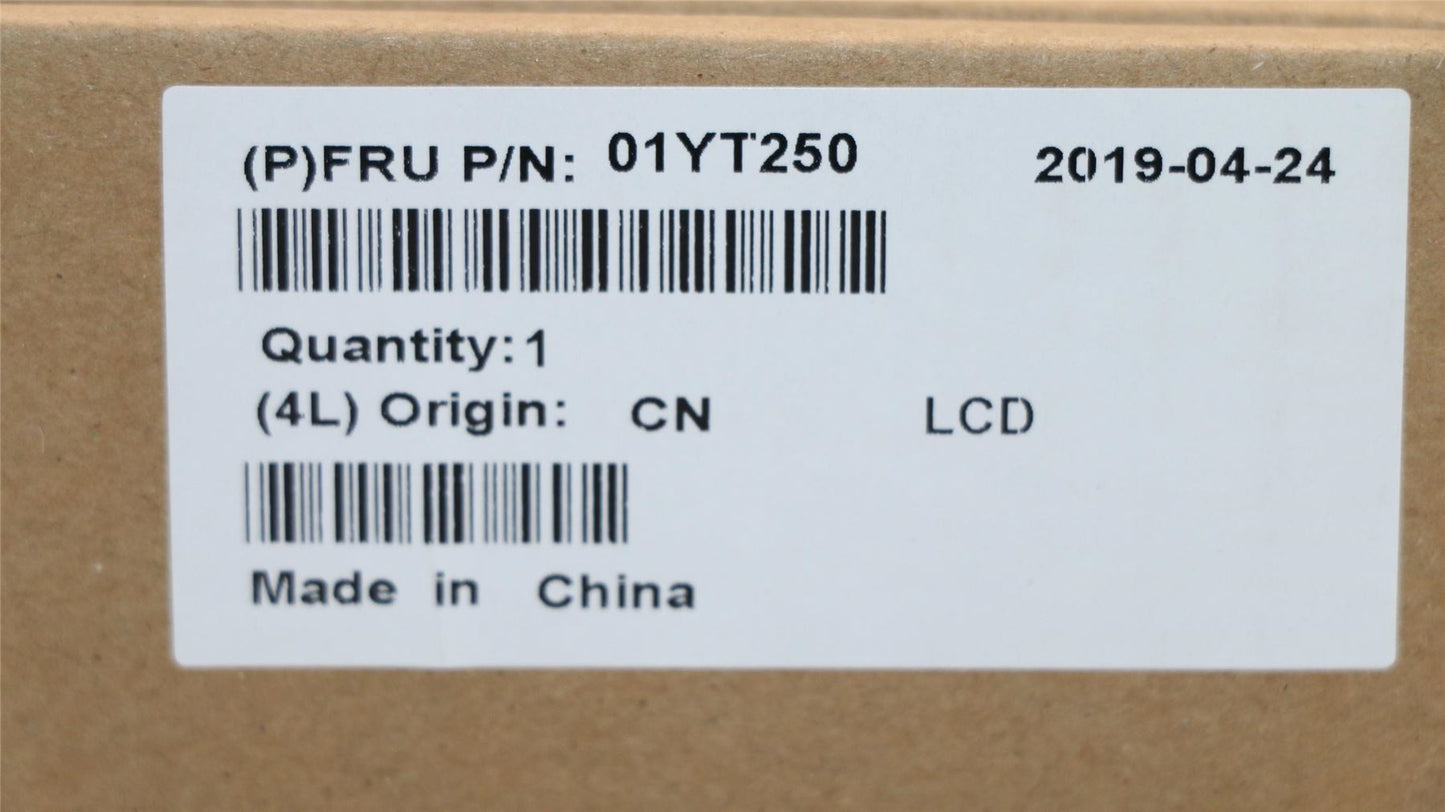 (P)FRU P/N: 01YT250 2019-04-24
Quantity: 1
(4L) Origin: CN LCD
Made in China